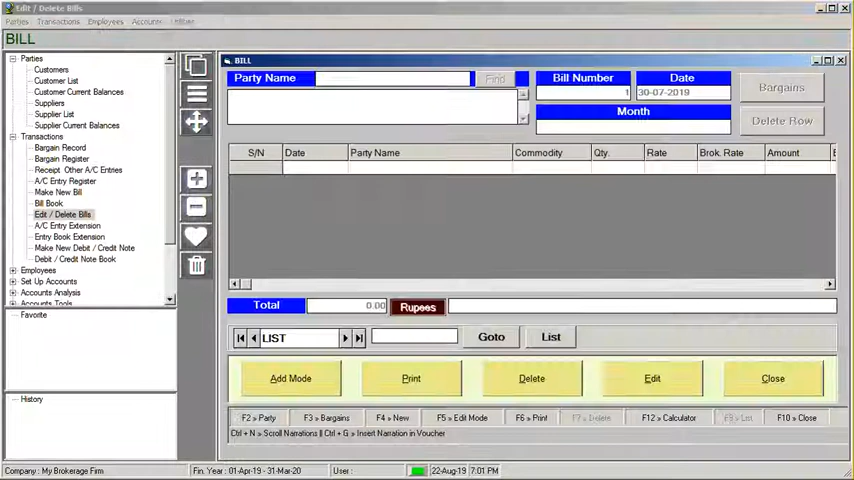 Edit / Delete Bills
Parties Transactions Employees Accounts Utilities
BILL
Parties
Customers
Customer List
Customer Current Balances
Suppliers
Supplier List
Supplier Current Balances
Transactions
Bargain Record
Bargain Register
Receipt Other A/C Entries
A/C Entry Register
Make New Bill
Bill Book
Edit / Delete Bills
A/C Entry Extension
Entry Book Extension
Make New Debit / Credit Note
Debit / Credit Note Book
Employees
Set Up Accounts
Accounts Analysis
Accounts Tools
Favorite
History
BILL
Party Name Find Bill Number Date Bargains
1 30-07-2019
Month Delete Row
S/N Date Party Name Commodity Qty. Rate Brok. Rate Amount
Total 0.00 Rupees
LIST Goto List
Add Mode Print Delete Edit Close
F2 » Party F3 » Bargains F4 » New F5 » Edit Mode F6 » Print F7 » Delete F12 » Calculator F9 » List F10 » Close
Ctrl + N » Scroll Narrations || Ctrl + G » Insert Narration in Voucher
Company : My Brokerage Firm Fin. Year : 01-Apr-19 - 31-Mar-20 User : 22-Aug-19 7:01 PM